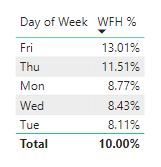 Day of Week WFH %
Fri 13.01%
Thu 11.51%
Mon 8.77%
Wed 8.43%
Tue 8.11%
Total 10.00%